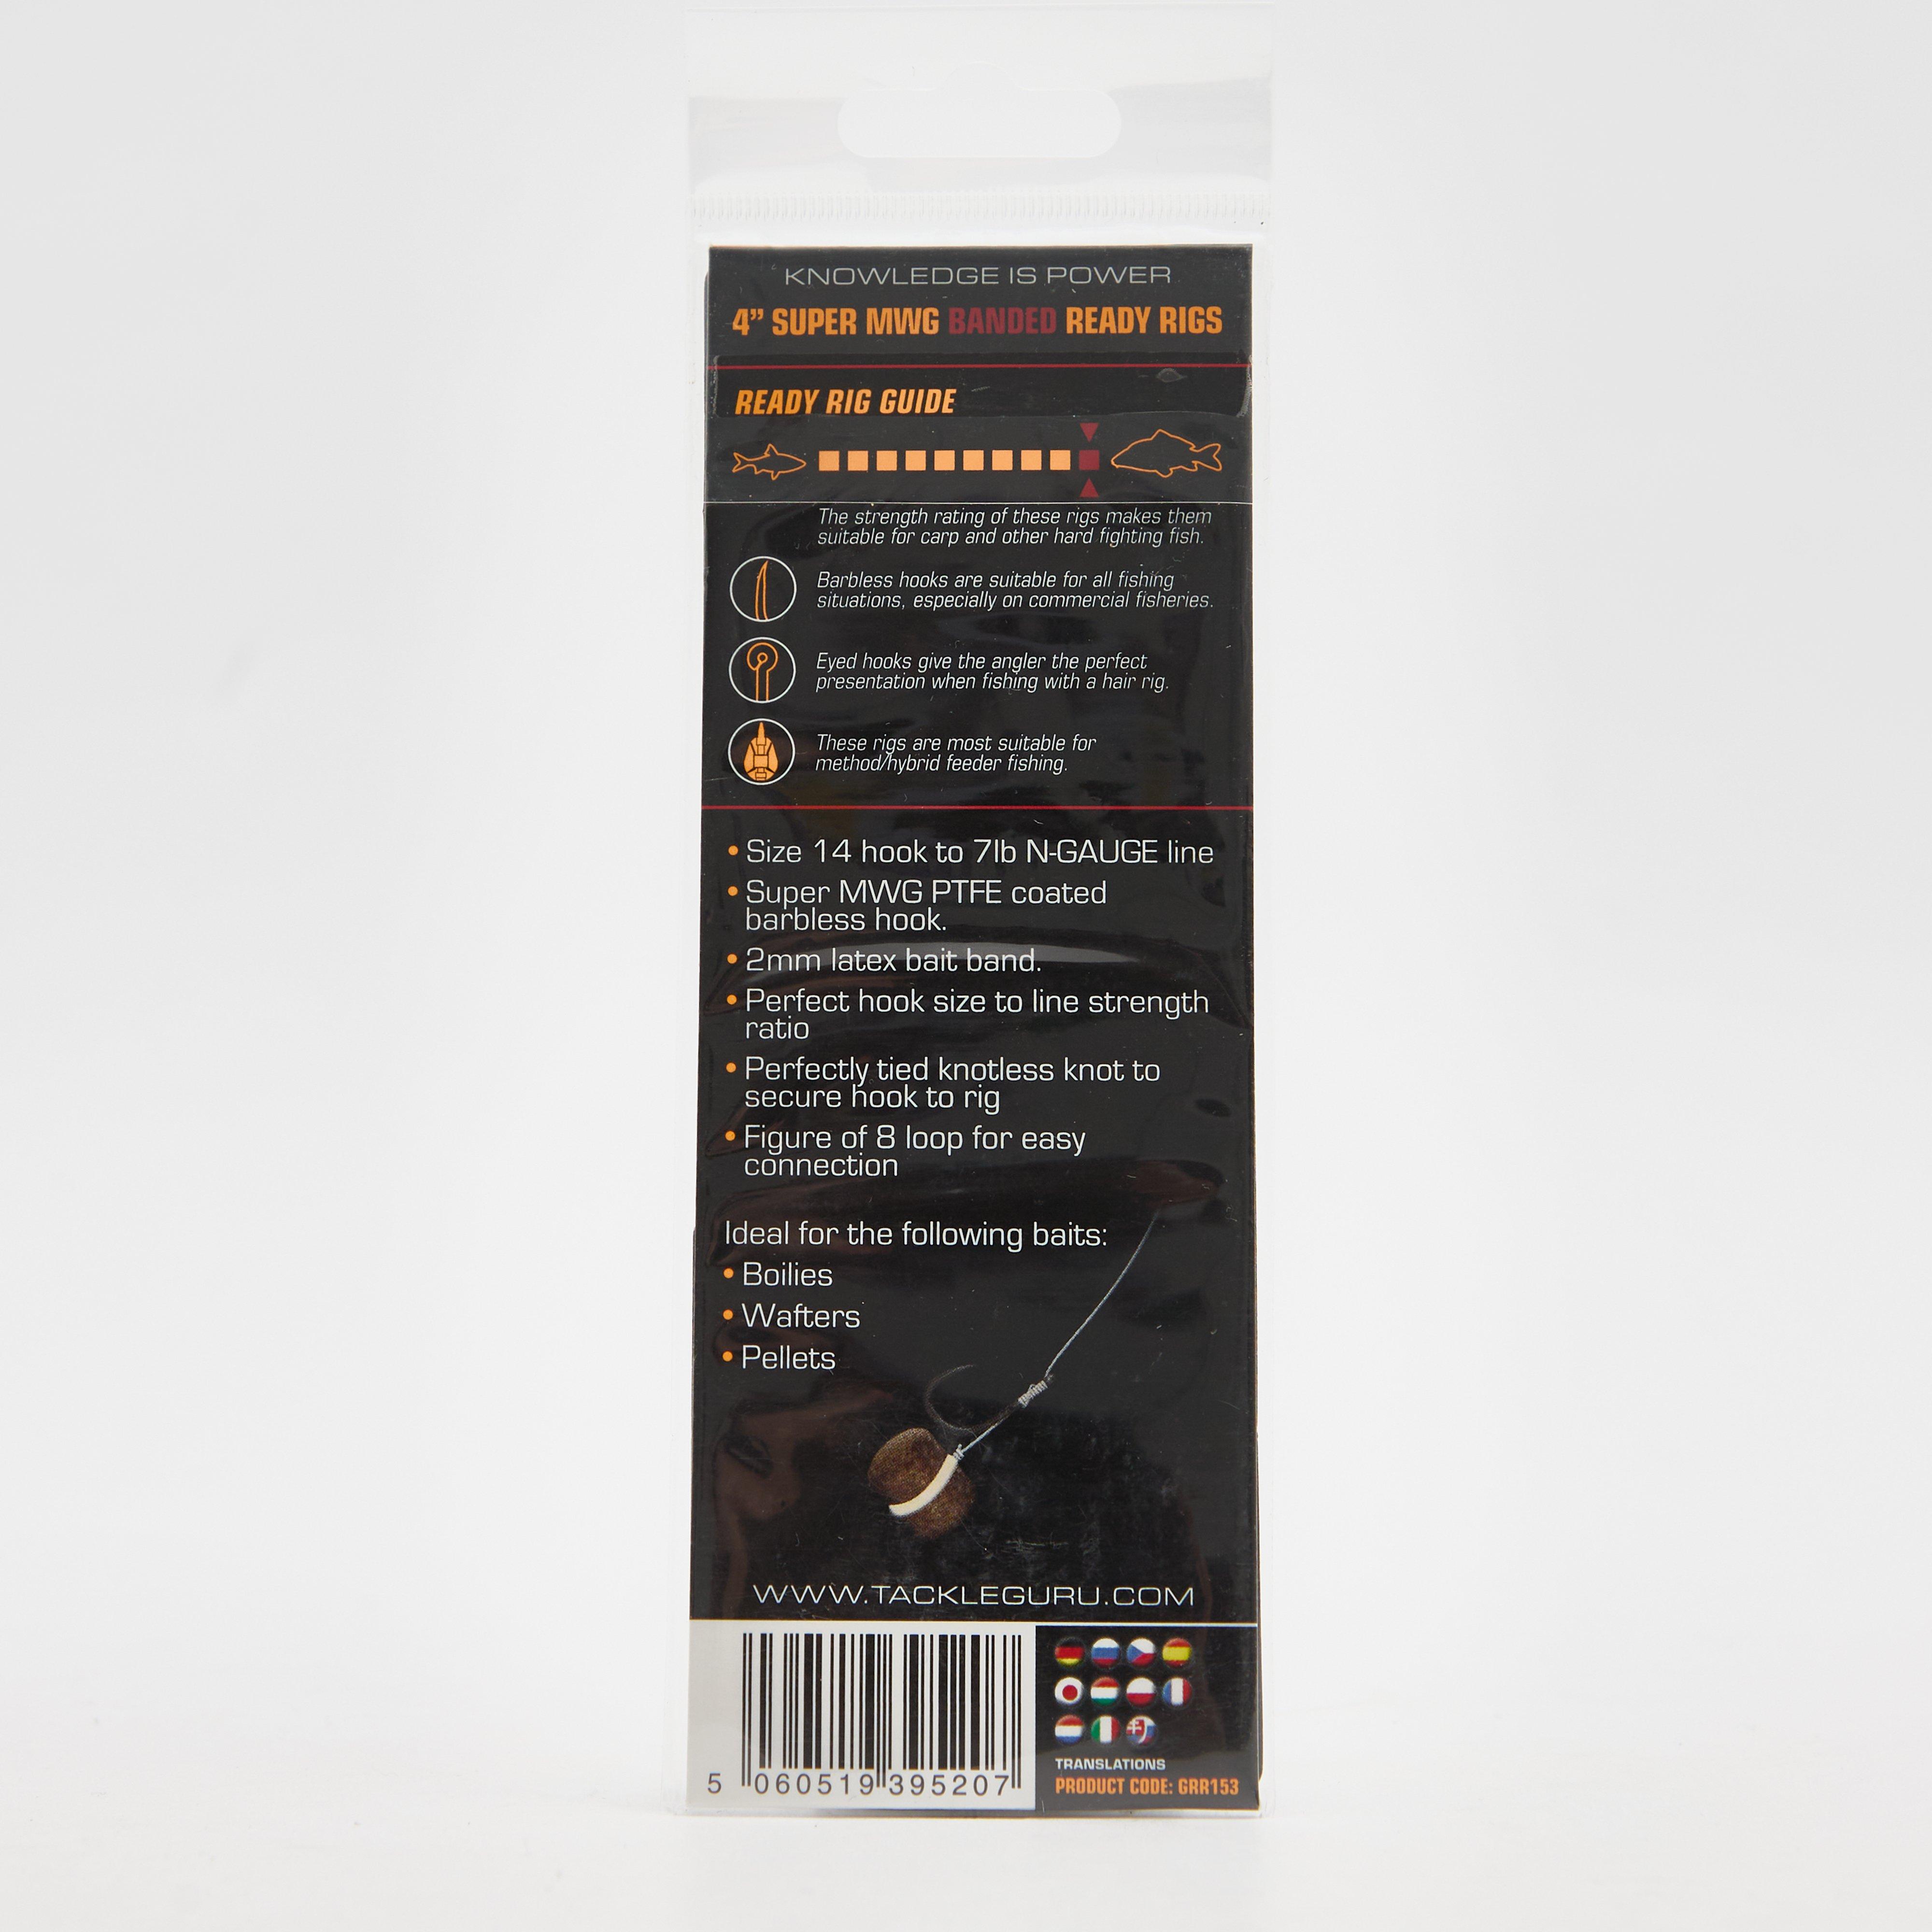 KNOWLEDGE IS POWER
4” SUPER MWG BANDED READY RIGS
READY RIG GUIDE
The strength rating of these rigs makes them
suitable for carp and other hard fighting fish.
Barbless hooks are suitable for all fishing
situations, especially on commercial fisheries.
Eyed hooks give the angler the perfect
presentation when fishing with a hair rig.
These rigs are most suitable for
method/hybrid feeder fishing.
• Size 14 hook to 7lb N-GAUGE line
• Super MWG PTFE coated
barbless hook.
• 2mm latex bait band.
• Perfect hook size to line strength
ratio
• Perfectly tied knotless knot to
secure hook to rig
• Figure of 8 loop for easy
connection
Ideal for the following baits:
• Boilies
• Wafters
• Pellets
WWW.TACKLEGURU.COM
5 060519 395207
TRANSLATIONS
PRODUCT CODE: GRR153